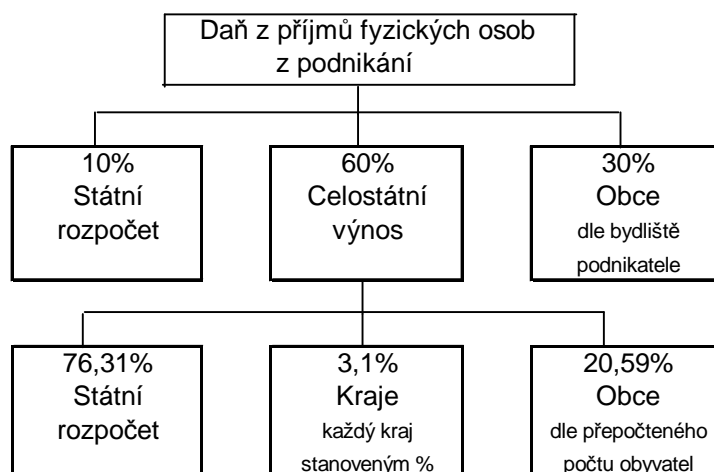 Daň z příjmů fyzických osob
z podnikání
10%
Státní
rozpočet
60%
Celostátní
výnos
30%
Obce
dle bydliště
podnikatele
76,31%
Státní
rozpočet
3,1%
Kraje
každý kraj
stanoveným %
20,59%
Obce
dle přepočteného
počtu obyvatel